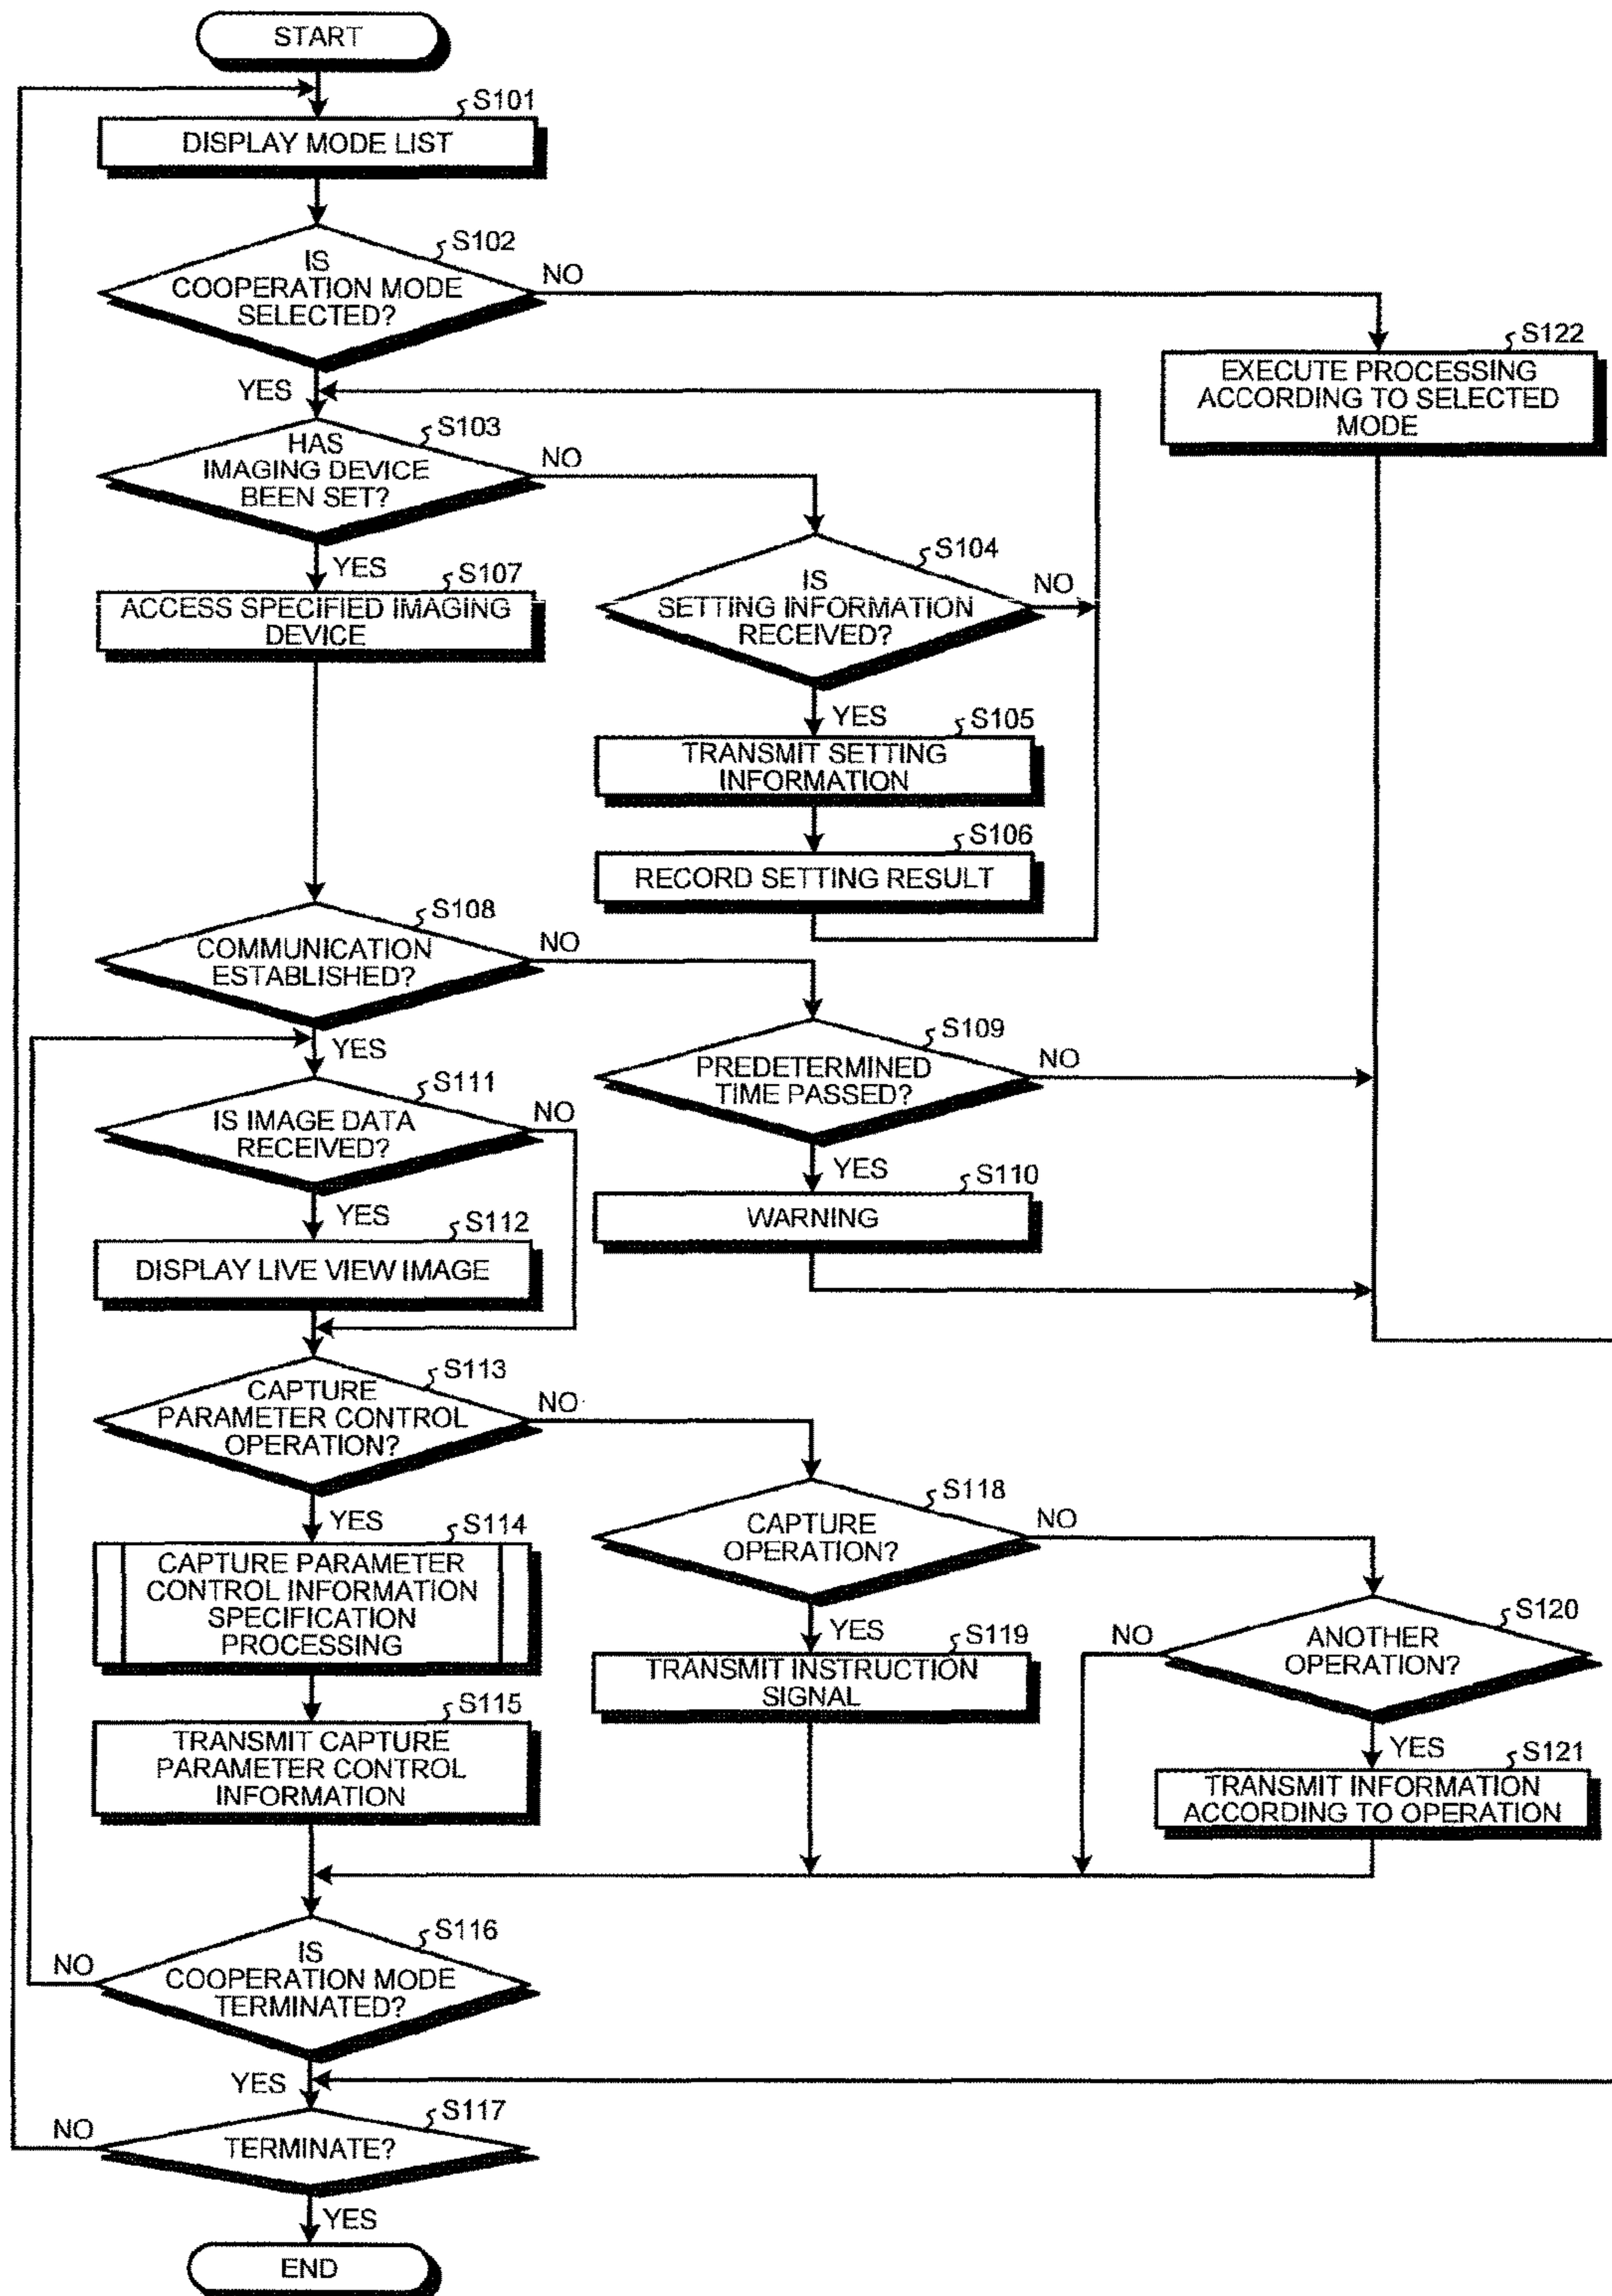 START
S101
DISPLAY MODE LIST
S102
IS
COOPERATION MODE
SELECTED?
NO
YES
S122
EXECUTE PROCESSING
ACCORDING TO SELECTED
MODE
S103
HAS
IMAGING DEVICE
BEEN SET?
NO
YES
S104
IS
SETTING INFORMATION
RECEIVED?
NO
YES
S107
ACCESS SPECIFIED IMAGING
DEVICE
S105
TRANSMIT SETTING
INFORMATION
S106
RECORD SETTING RESULT
S108
COMMUNICATION
ESTABLISHED?
NO
YES
S109
PREDETERMINED
TIME PASSED?
NO
YES
S110
WARNING
S111
IS IMAGE DATA
RECEIVED?
NO
YES
S112
DISPLAY LIVE VIEW IMAGE
S113
CAPTURE
PARAMETER CONTROL
OPERATION?
NO
YES
S118
CAPTURE
OPERATION?
NO
YES
S114
CAPTURE PARAMETER
CONTROL INFORMATION
SPECIFICATION
PROCESSING
S119
TRANSMIT INSTRUCTION
SIGNAL
S120
ANOTHER
OPERATION?
NO
YES
S115
TRANSMIT CAPTURE
PARAMETER CONTROL
INFORMATION
S121
TRANSMIT INFORMATION
ACCORDING TO OPERATION
S116
IS
COOPERATION MODE
TERMINATED?
NO
YES
S117
TERMINATE?
NO
YES
END